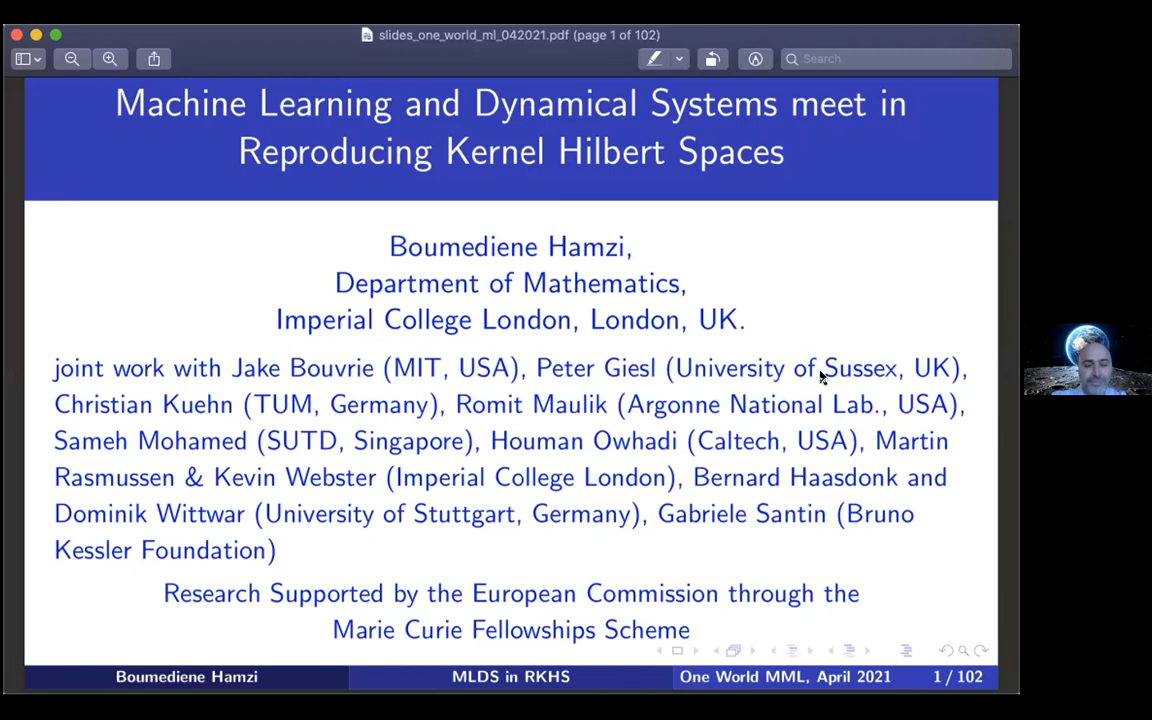 slides_one_world_ml_042021.pdf (page 1 of 102)
Search
Machine Learning and Dynamical Systems meet in
Reproducing Kernel Hilbert Spaces
Boumediene Hamzi,
Department of Mathematics,
Imperial College London, London, UK.
joint work with Jake Bouvrie (MIT, USA), Peter Giesl (University of Sussex, UK),
Christian Kuehn (TUM, Germany), Romit Maulik (Argonne National Lab., USA),
Sameh Mohamed (SUTD, Singapore), Houman Owhadi (Caltech, USA), Martin
Rasmussen & Kevin Webster (Imperial College London), Bernard Haasdonk and
Dominik Wittwar (University of Stuttgart, Germany), Gabriele Santin (Bruno
Kessler Foundation)
Research Supported by the European Commission through the
Marie Curie Fellowships Scheme
Boumediene Hamzi MLDS in RKHS One World MML, April 2021 1 / 102